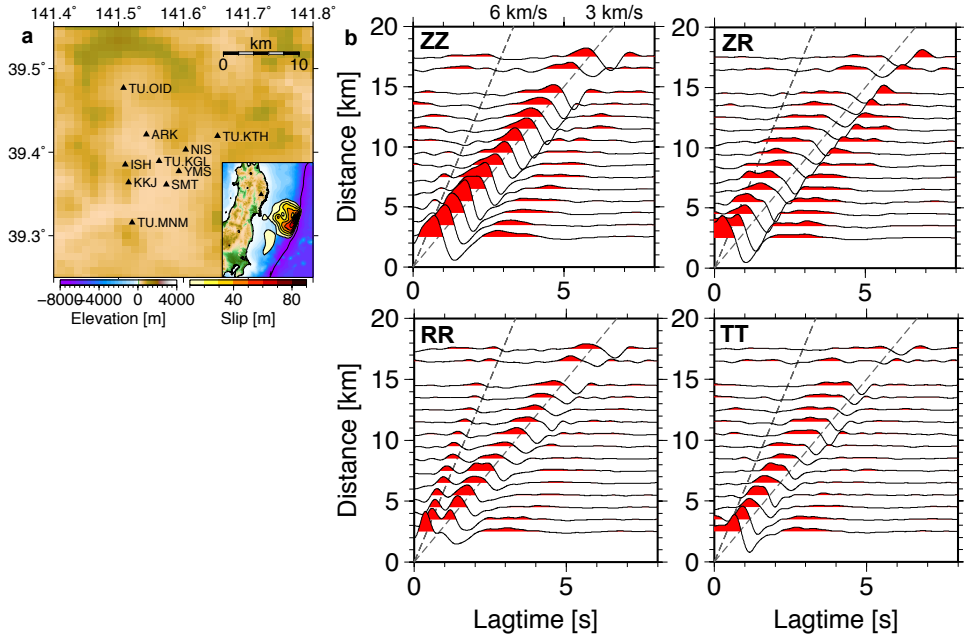 141.4 141.5 141.6 141.7 141.8
a
km
0 10
39.5
39.4
39.3
TU.OID
ARK
TU.KTH
NIS
TU.KGL
ISH
YMS
KKJ
SMT
TU.MNM
−8000 −4000 0 4000
Elevation [m]
40 80
Slip [m]
b
6 km/s 3 km/s
ZZ
20
15
10
5
0
Distance [km]
0 5
ZR
20
15
10
5
0
0 5
RR
20
15
10
5
0
Distance [km]
0 5
Lagtime [s]
TT
20
15
10
5
0
0 5
Lagtime [s]